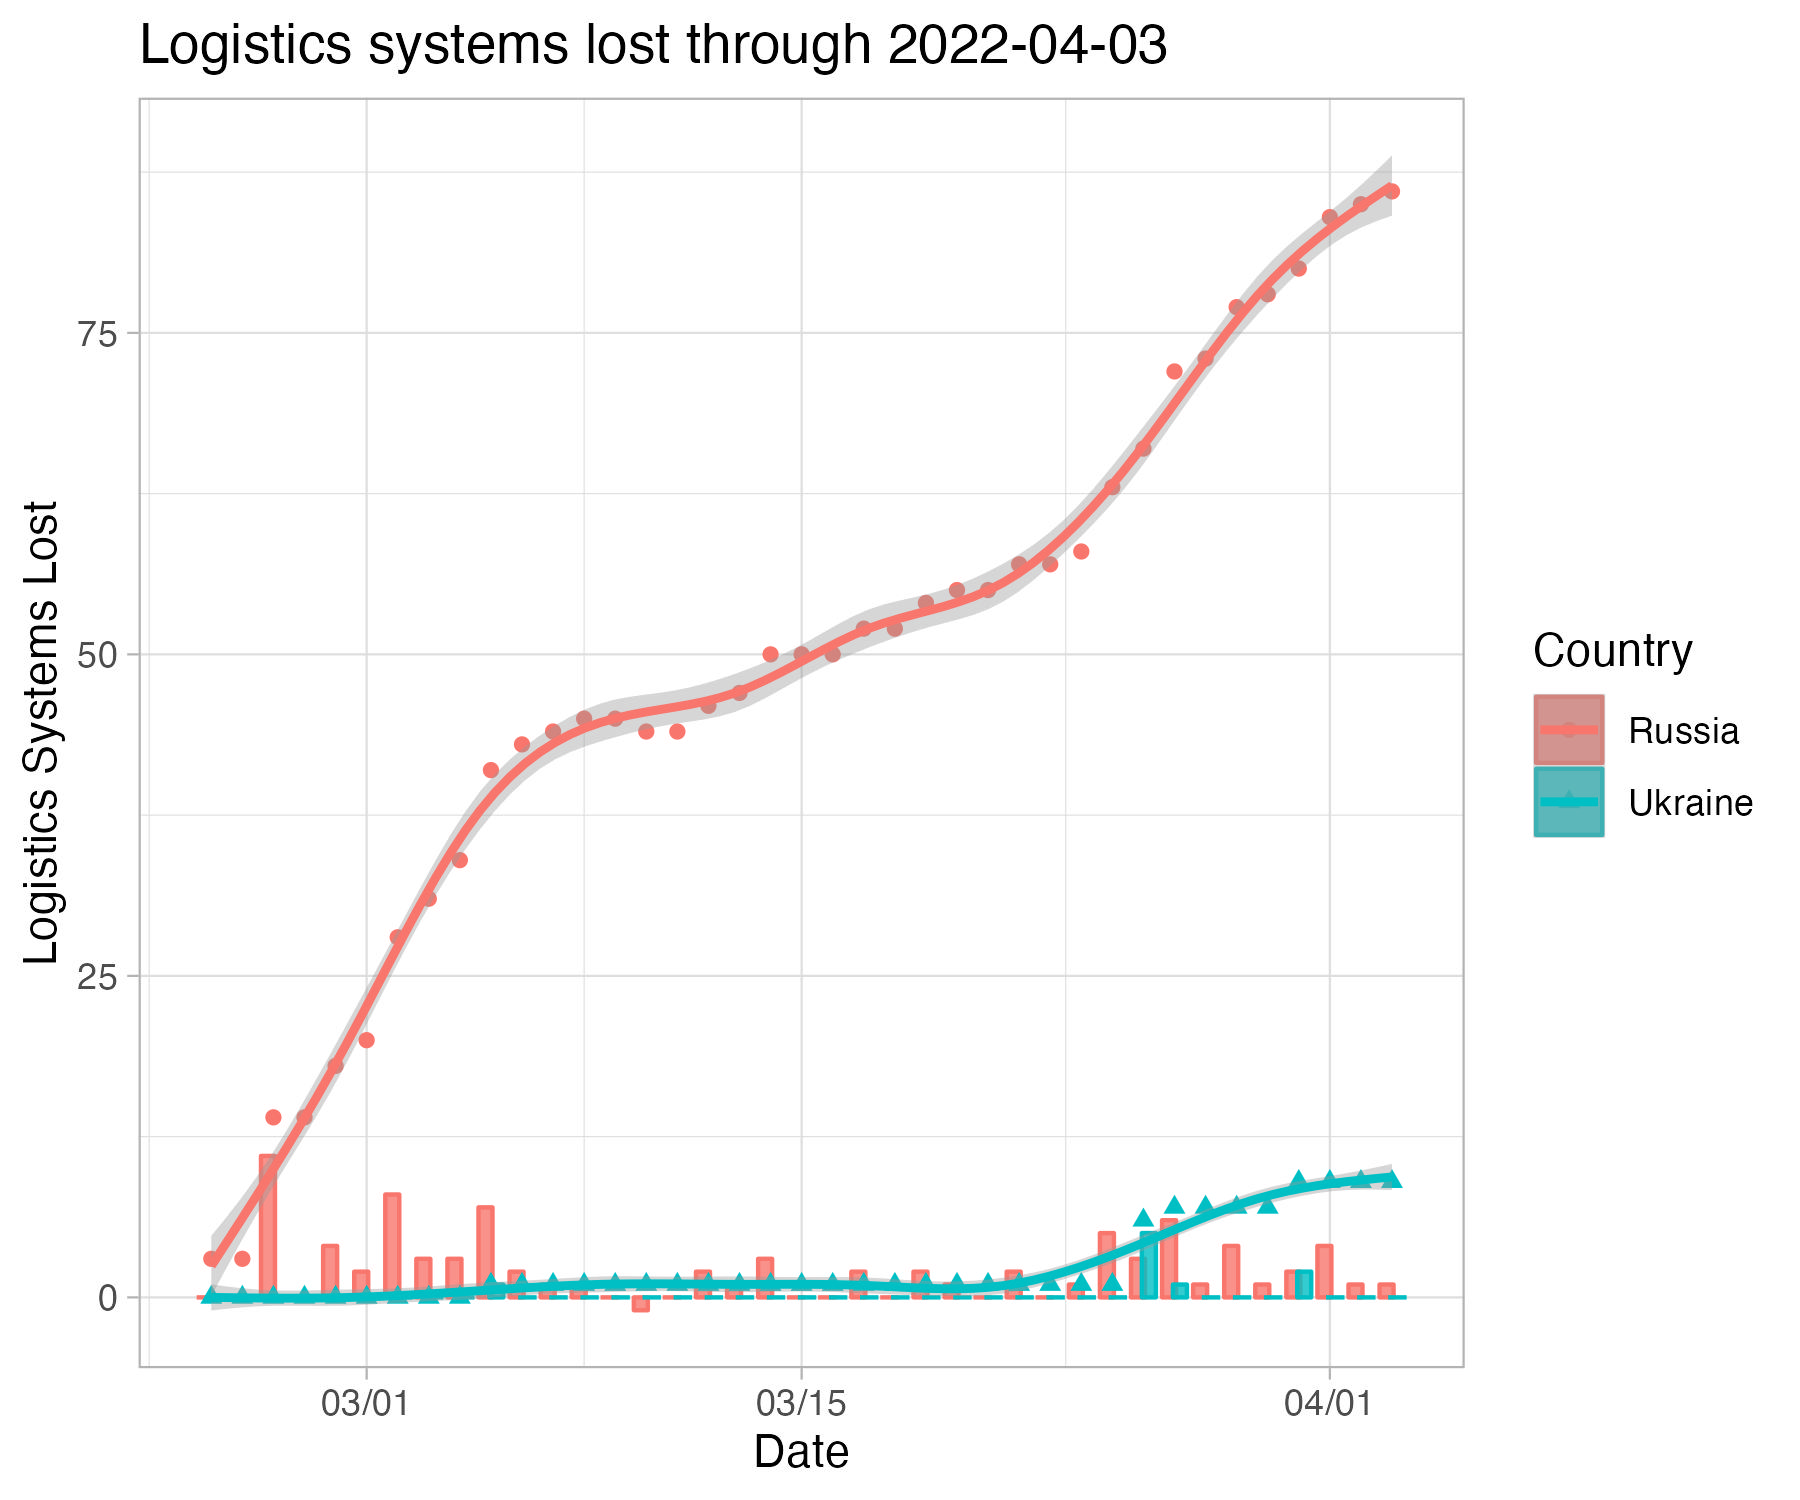 Logistics systems lost through 2022-04-03
Logistics Systems Lost
75
50
25
0
03/01
03/15
04/01
Date
Country
Russia
Ukraine